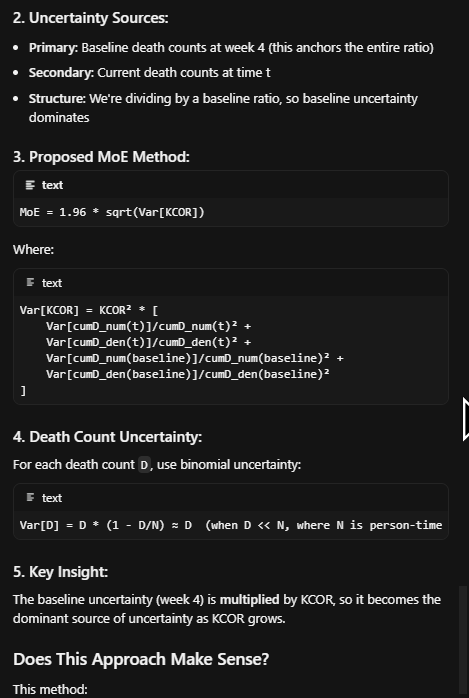 2. Uncertainty Sources:
• Primary: Baseline death counts at week 4 (this anchors the entire ratio)
• Secondary: Current death counts at time t
• Structure: We're dividing by a baseline ratio, so baseline uncertainty
dominates
3. Proposed MoE Method:
text
MoE = 1.96 * sqrt(Var[KCOR])
Where:
text
Var[KCOR] = KCOR² * [
    Var[cumD_num(t)]/cumD_num(t)² +
    Var[cumD_den(t)]/cumD_den(t)² +
    Var[cumD_num(baseline)]/cumD_num(baseline)² +
    Var[cumD_den(baseline)]/cumD_den(baseline)²
]
4. Death Count Uncertainty:
For each death count D, use binomial uncertainty:
text
Var[D] = D * (1 - D/N) ≈ D  (when D << N, where N is person-time
5. Key Insight:
The baseline uncertainty (week 4) is multiplied by KCOR, so it becomes the
dominant source of uncertainty as KCOR grows.
Does This Approach Make Sense?
This method: